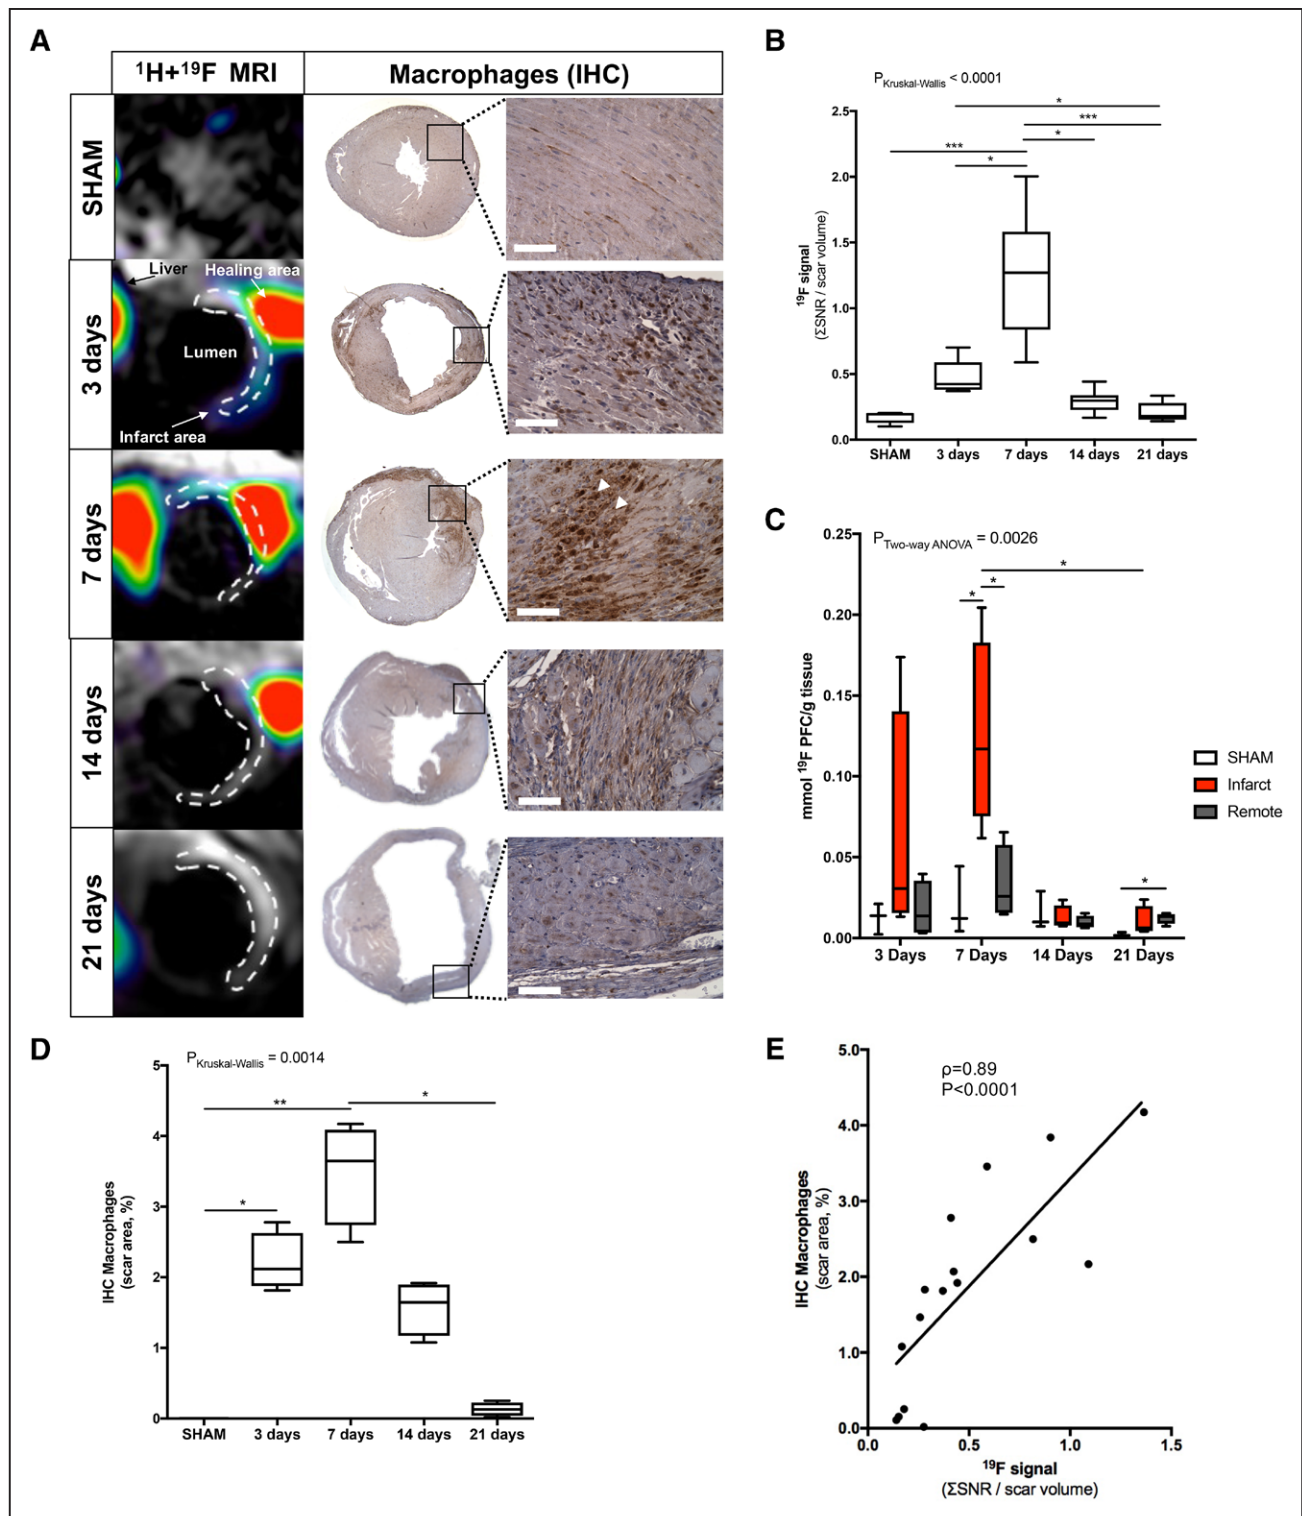 A
¹H+¹⁹F MRI
Macrophages (IHC)
SHAM
3 days
Liver
Healing area
Lumen
Infarct area
7 days
14 days
21 days
B
P Kruskal-Wallis < 0.0001
*
***
*
***
*
2.5
2.0
1.5
1.0
0.5
0.0
¹⁹F signal
(ΣSNR / scar volume)
SHAM 3 days 7 days 14 days 21 days
C
P Two-way ANOVA = 0.0026
*
*
*
*
0.25
0.20
0.15
0.10
0.05
0.00
mmol ¹⁹F PFC/g tissue
3 Days 7 Days 14 Days 21 Days
SHAM
Infarct
Remote
D
P Kruskal-Wallis = 0.0014
**
*
*
5
4
3
2
1
0
IHC Macrophages
(scar area, %)
SHAM 3 days 7 days 14 days 21 days
E
ρ=0.89
P<0.0001
5.0
4.0
3.0
2.0
1.0
0.0
IHC Macrophages
(scar area, %)
0.0 0.5 1.0 1.5
¹⁹F signal
(ΣSNR / scar volume)